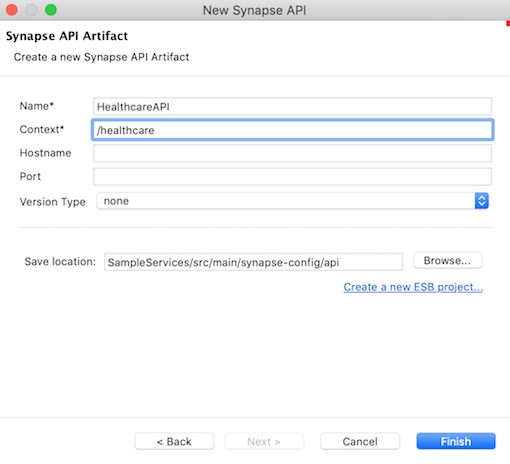 New Synapse API
Synapse API Artifact
Create a new Synapse API Artifact
Name* HealthcareAPI
Context* /healthcare
Hostname
Port
Version Type none
Save location: SampleServices/src/main/synapse-config/api Browse...
Create a new ESB project...
< Back Next > Cancel Finish